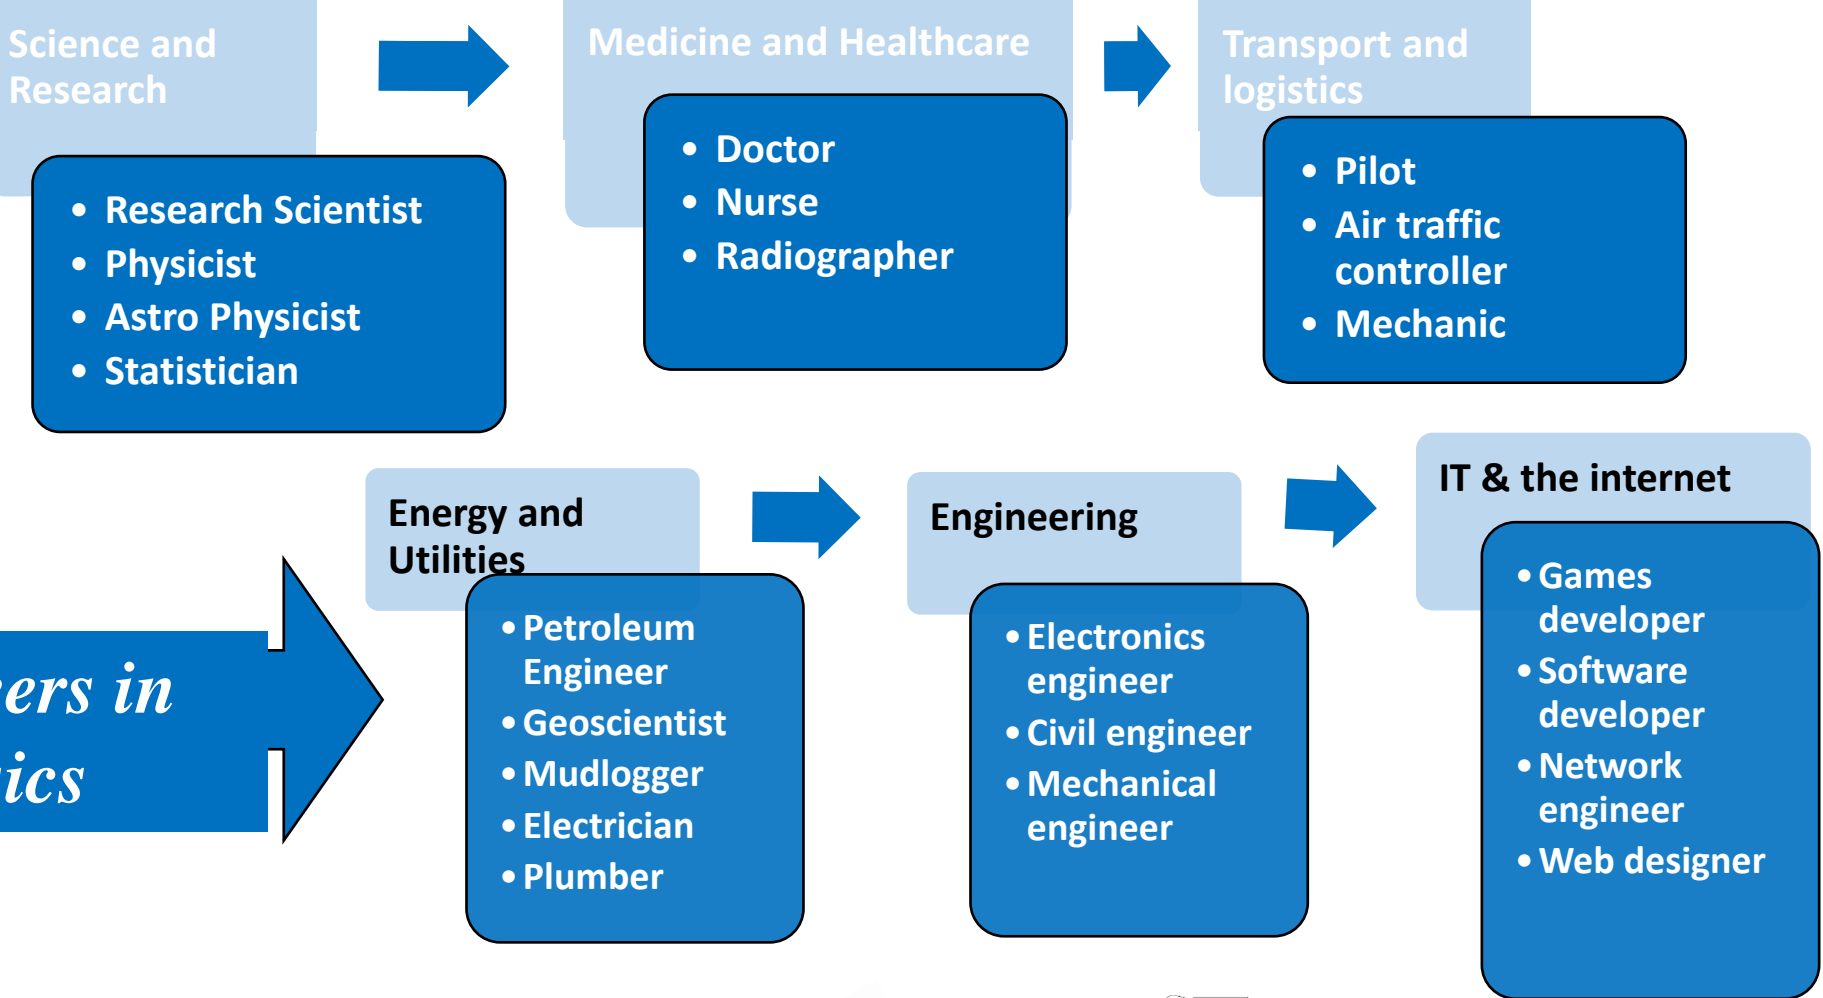 Science and
Research
• Research Scientist
• Physicist
• Astro Physicist
• Statistician
Medicine and Healthcare
• Doctor
• Nurse
• Radiographer
Transport and
logistics
• Pilot
• Air traffic
controller
• Mechanic
ers in
ics
Energy and
Utilities
• Petroleum
Engineer
• Geoscientist
• Mudlogger
• Electrician
• Plumber
Engineering
• Electronics
engineer
• Civil engineer
• Mechanical
engineer
IT & the internet
• Games
developer
• Software
developer
• Network
engineer
• Web designer